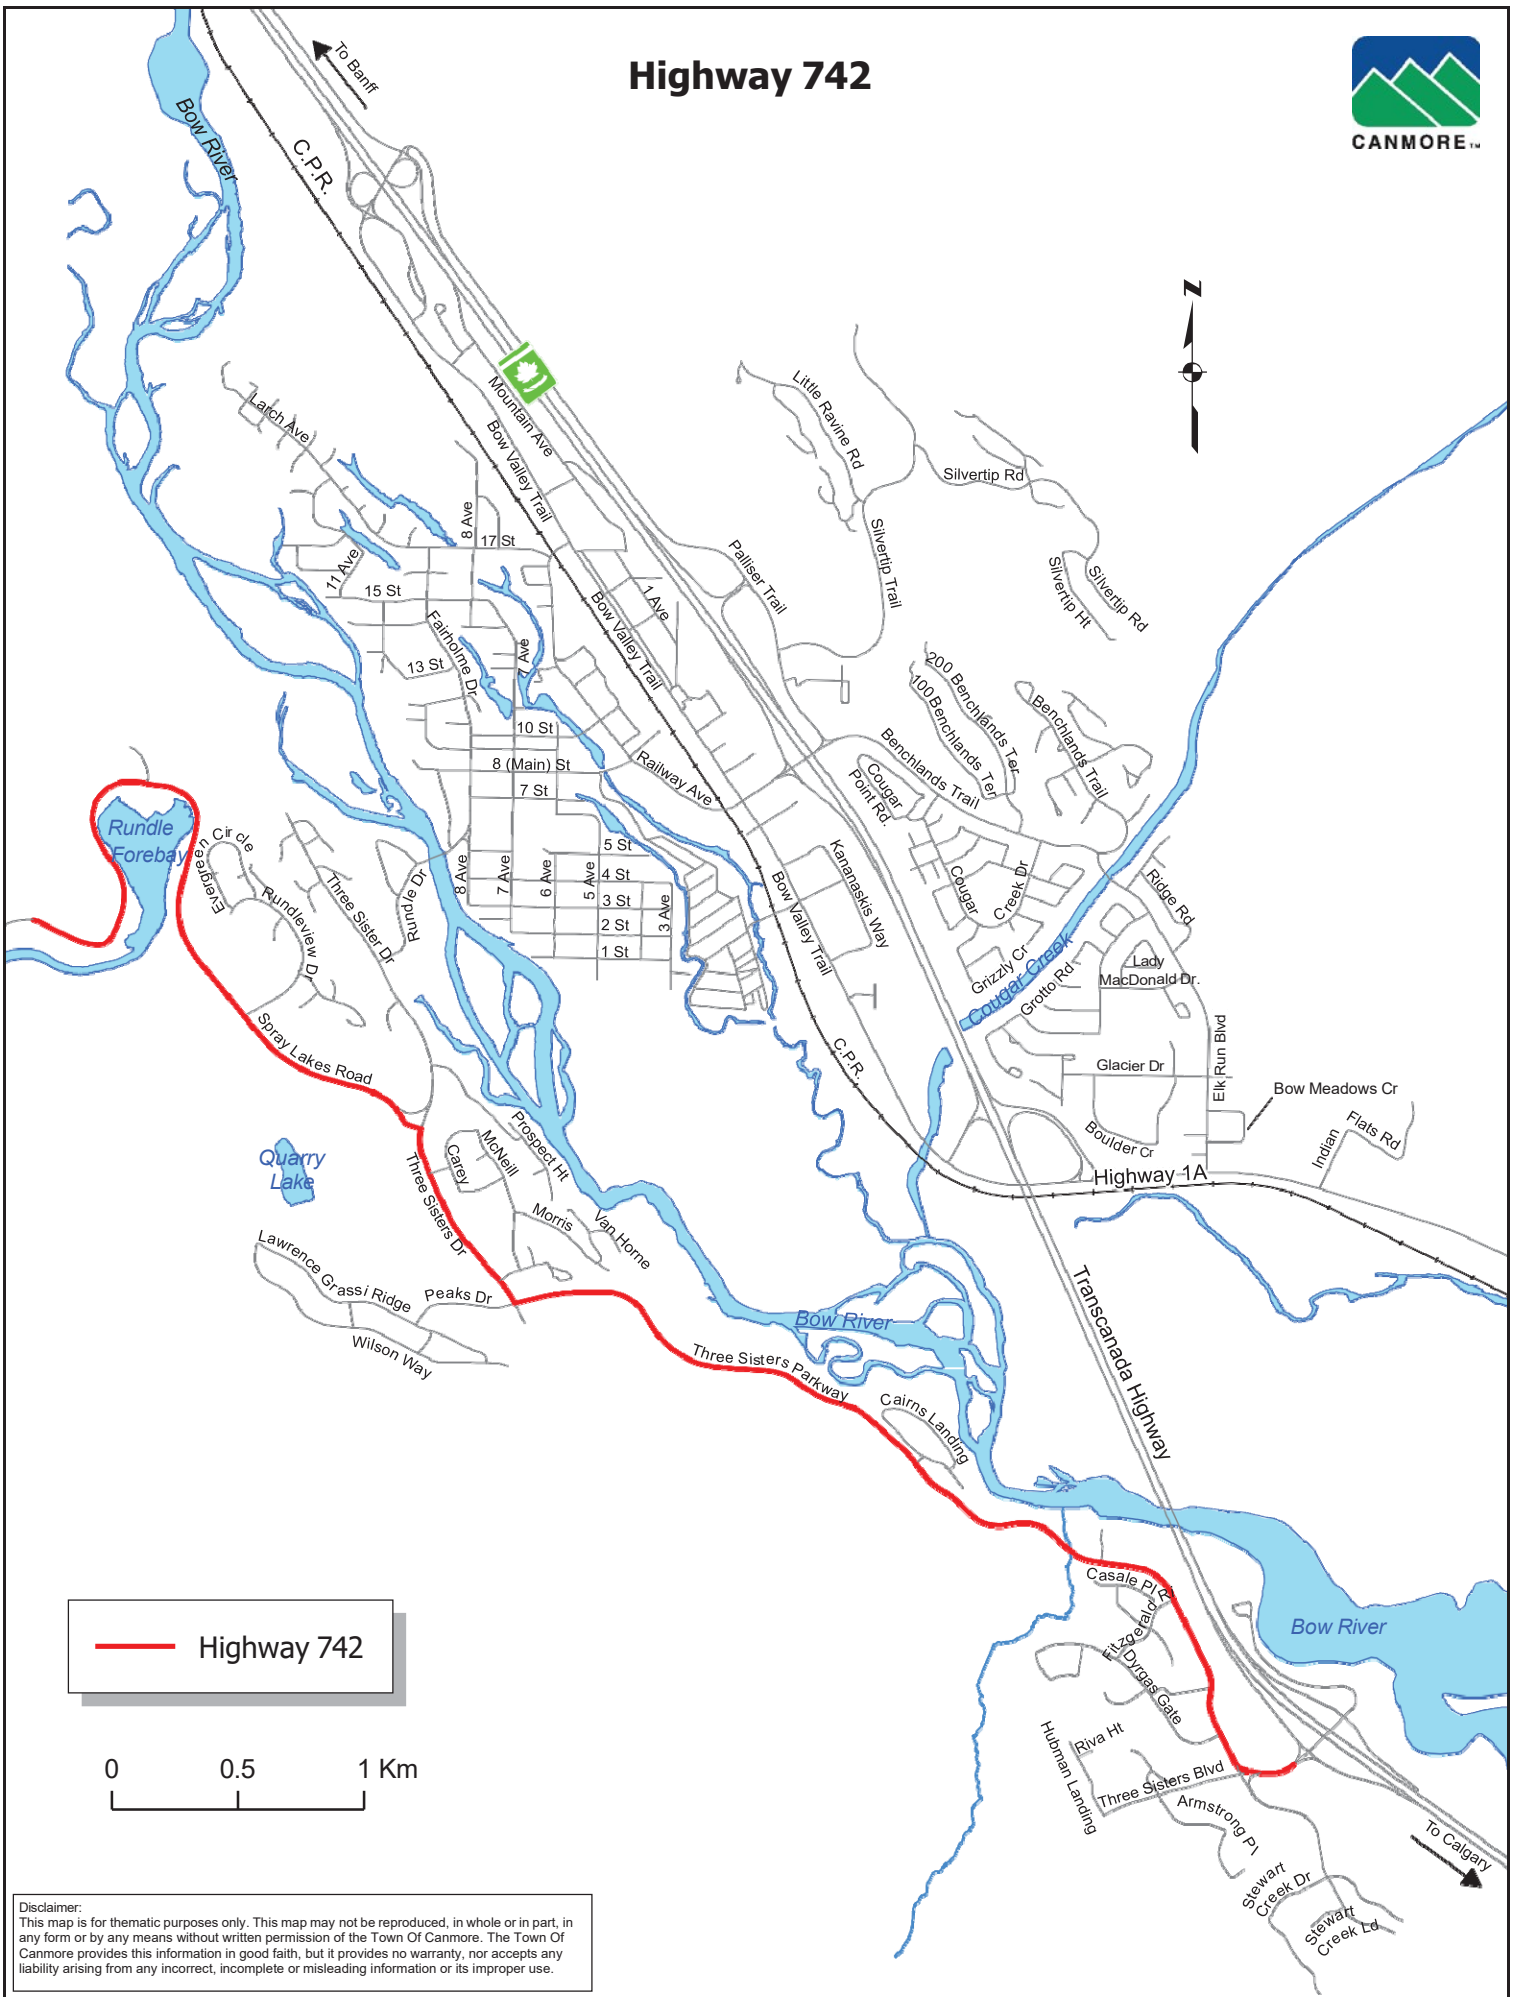 Highway 742
CANMORE™
To Banff
Bow River
C.P.R.
N
Mountain Ave
Bow Valley Trail
Larch Ave
Little Ravine Rd
Silvertip Rd
Silvertip Trail
Silvertip Ht
Silvertip Rd
Palliser Trail
8 Ave
17 St
11 Ave
15 St
1 Ave
Bow Valley Trail
Fairholme Dr
13 St
7 Ave
10 St
8 (Main) St
7 St
Railway Ave
200 Benchlands Ter
100 Benchlands Ter
Benchlands Trail
Benchlands Trail
Cougar
Point Rd.
Rundle
Forebay
Evergreen Circle
Rundleview Dr
Three Sister Dr
Rundle Dr
8 Ave
7 Ave
6 Ave
5 Ave
3 Ave
5 St
4 St
3 St
2 St
1 St
Bow Valley Trail
Kananaskis Way
Cougar
Creek Dr
Ridge Rd
Grizzly Cr
Cougar Creek
Grotto Rd
Lady
MacDonald Dr.
C.P.R.
Glacier Dr
Elk Run Blvd
Bow Meadows Cr
Boulder Cr
Indian
Flats Rd
Highway 1A
Spray Lakes Road
Quarry
Lake
Three Sisters Dr
Carey
McNeill
Prospect Ht
Morris
Van Horne
Lawrence Grassi Ridge
Peaks Dr
Wilson Way
Bow River
Three Sisters Parkway
Cairns Landing
Transcanada Highway
Casale Pl
Fitzgerald Ri
Dyrgas Gate
Bow River
Hubman Landing
Riva Ht
Three Sisters Blvd
Armstrong Pl
Stewart
Creek Dr
Stewart
Creek Ld
To Calgary
Highway 742
0 0.5 1 Km
Disclaimer:
This map is for thematic purposes only. This map may not be reproduced, in whole or in part, in
any form or by any means without written permission of the Town Of Canmore. The Town Of
Canmore provides this information in good faith, but it provides no warranty, nor accepts any
liability arising from any incorrect, incomplete or misleading information or its improper use.